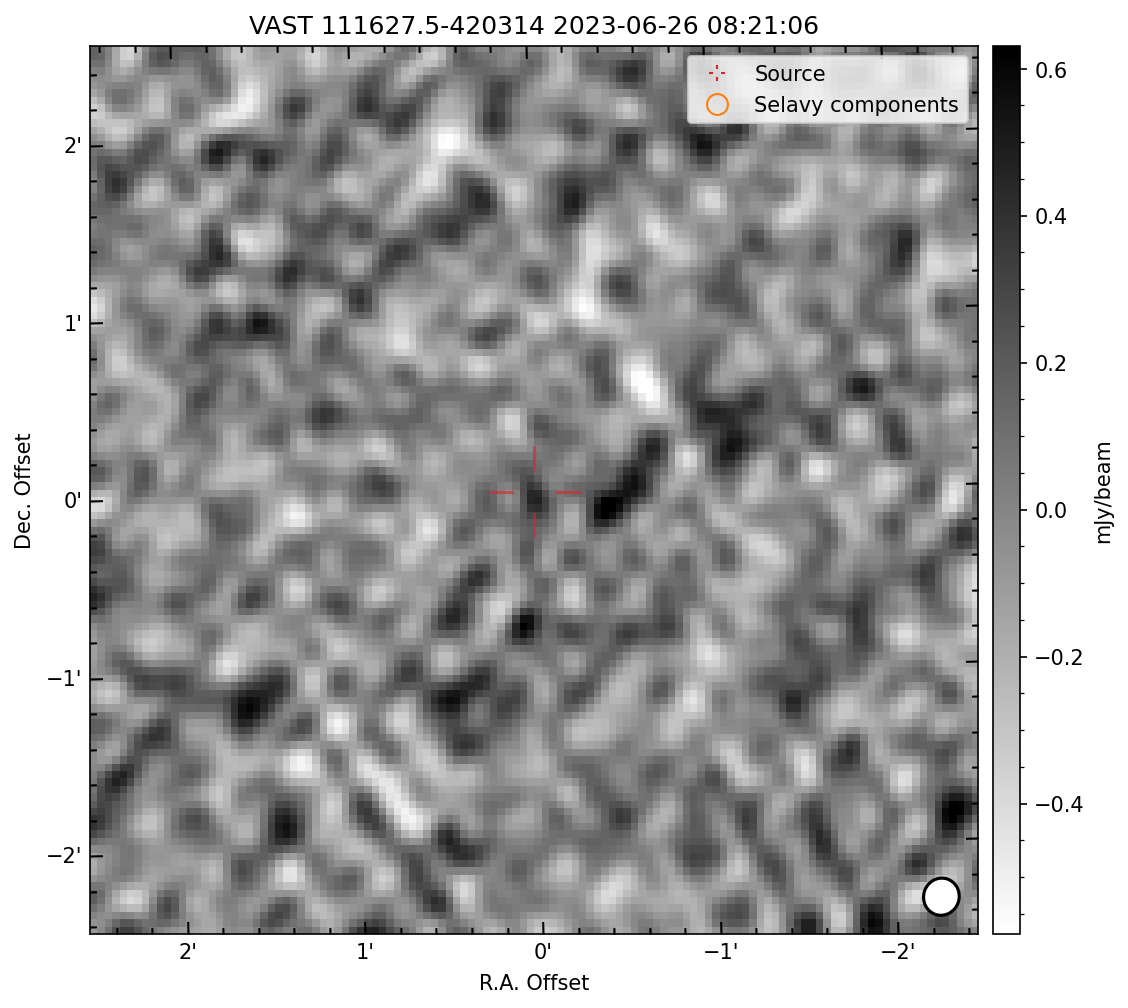 VAST 111627.5-420314 2023-06-26 08:21:06
Source
Selavy components
2'
1'
0'
−1'
−2'
Dec. Offset
2'
1'
0'
−1'
−2'
R.A. Offset
0.6
0.4
0.2
0.0
−0.2
−0.4
mJy/beam